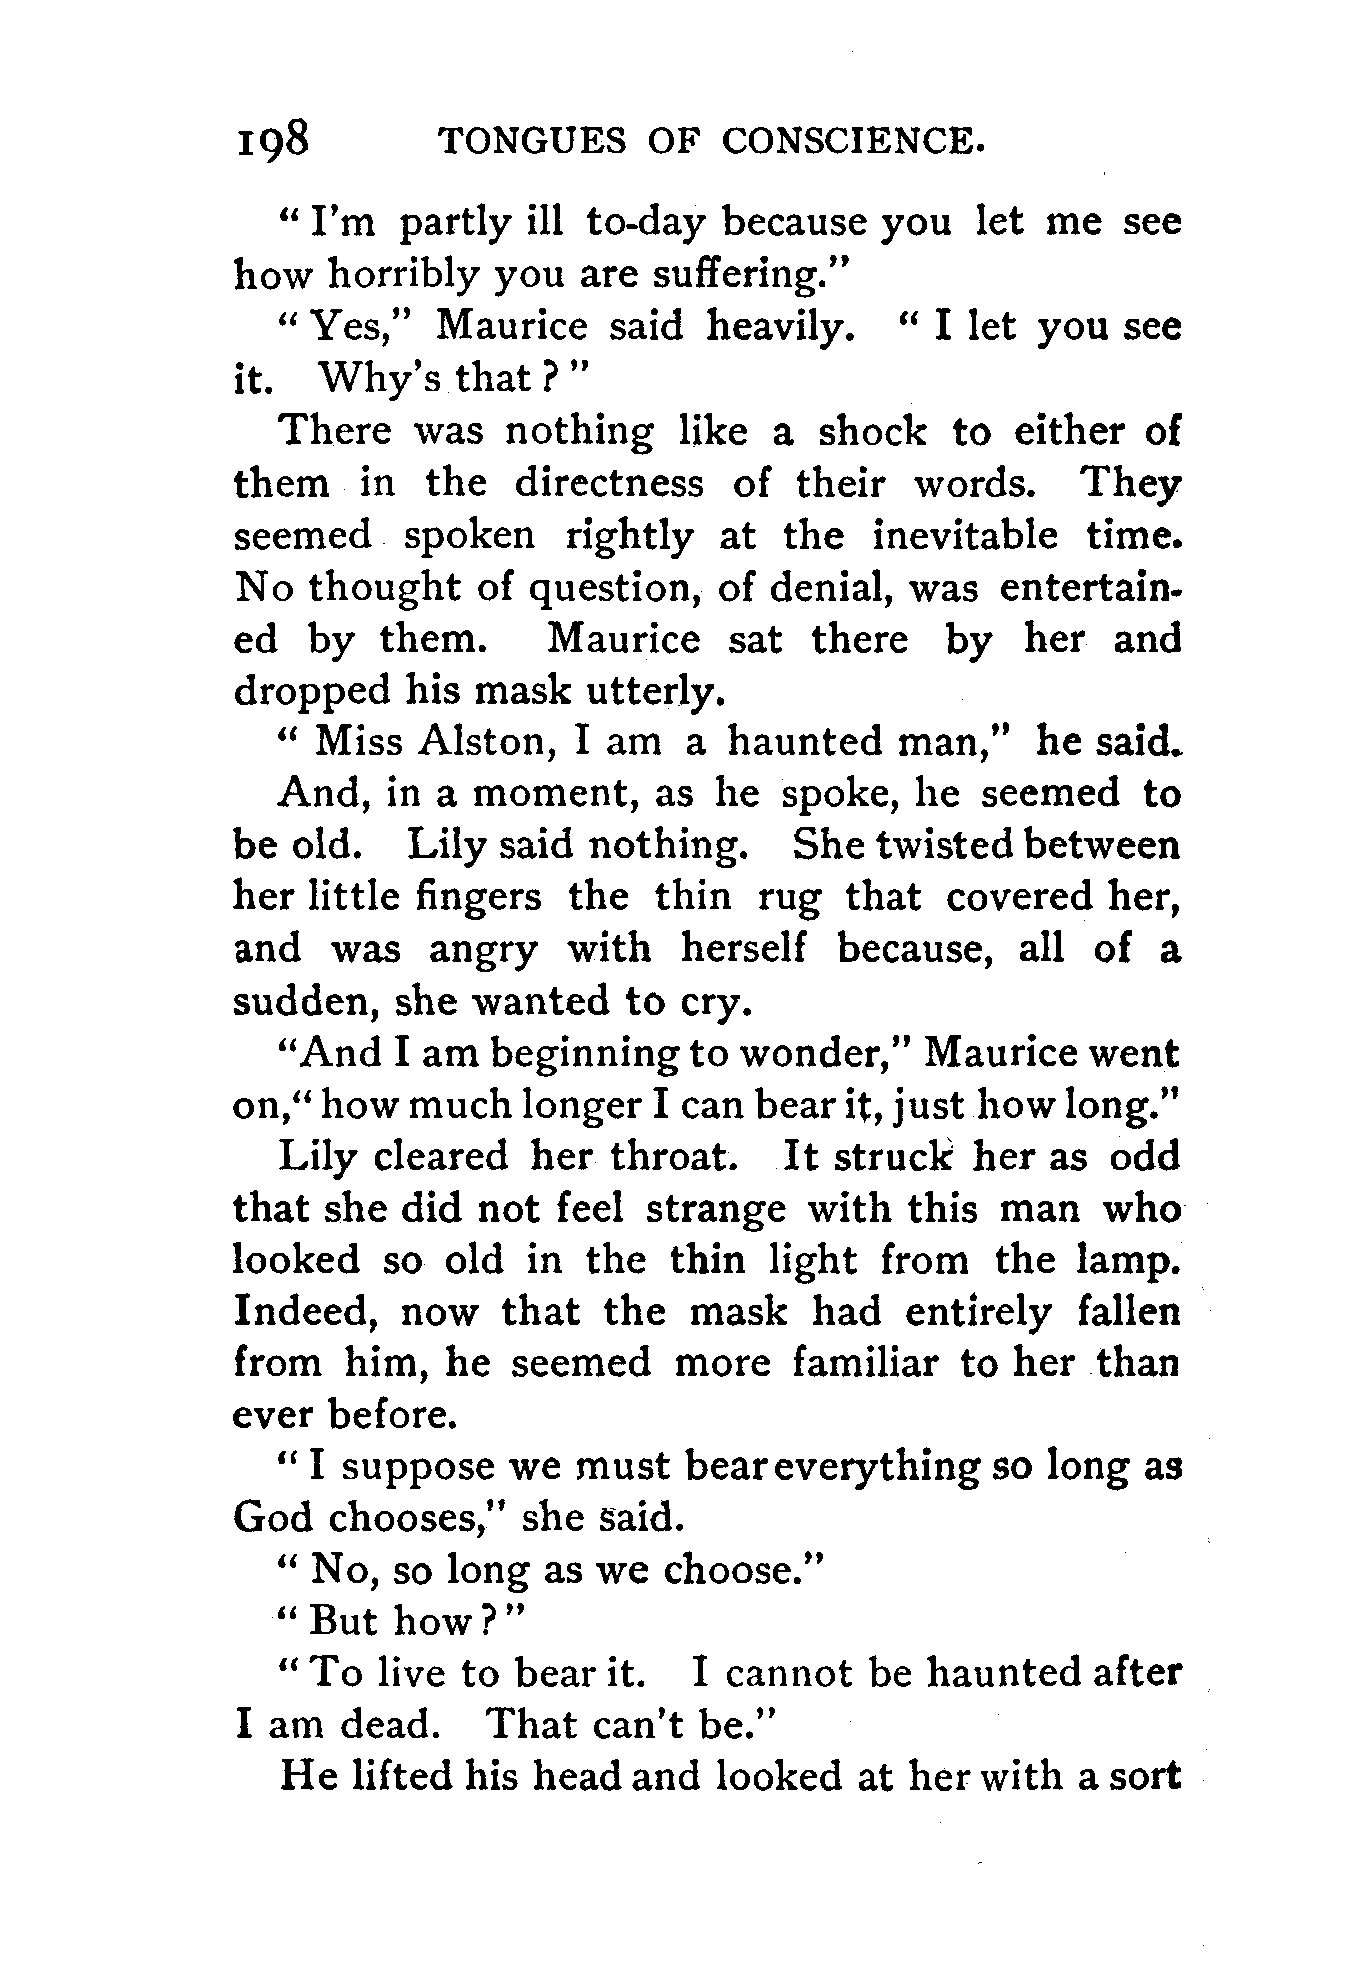 198 TONGUES OF CONSCIENCE.
" I'm partly ill to-day because you let me see
how horribly you are suffering."
" Yes," Maurice said heavily. " I let you see
it. Why's that ? "
There was nothing like a shock to either of
them in the directness of their words. They
seemed spoken rightly at the inevitable time.
No thought of question, of denial, was entertain-
ed by them. Maurice sat there by her and
dropped his mask utterly.
" Miss Alston, I am a haunted man," he said.
And, in a moment, as he spoke, he seemed to
be old. Lily said nothing. She twisted between
her little fingers the thin rug that covered her,
and was angry with herself because, all of a
sudden, she wanted to cry.
"And I am beginning to wonder," Maurice went
on," how much longer I can bear it, just how long."
Lily cleared her throat. It struck her as odd
that she did not feel strange with this man who
looked so old in the thin light from the lamp.
Indeed, now that the mask had entirely fallen
from him, he seemed more familiar to her than
ever before.
" I suppose we must bear everything so long as
God chooses," she said.
" No, so long as we choose."
" But how ? "
" To live to bear it. I cannot be haunted after
I am dead. That can't be."
He lifted his head and looked at her with a sort